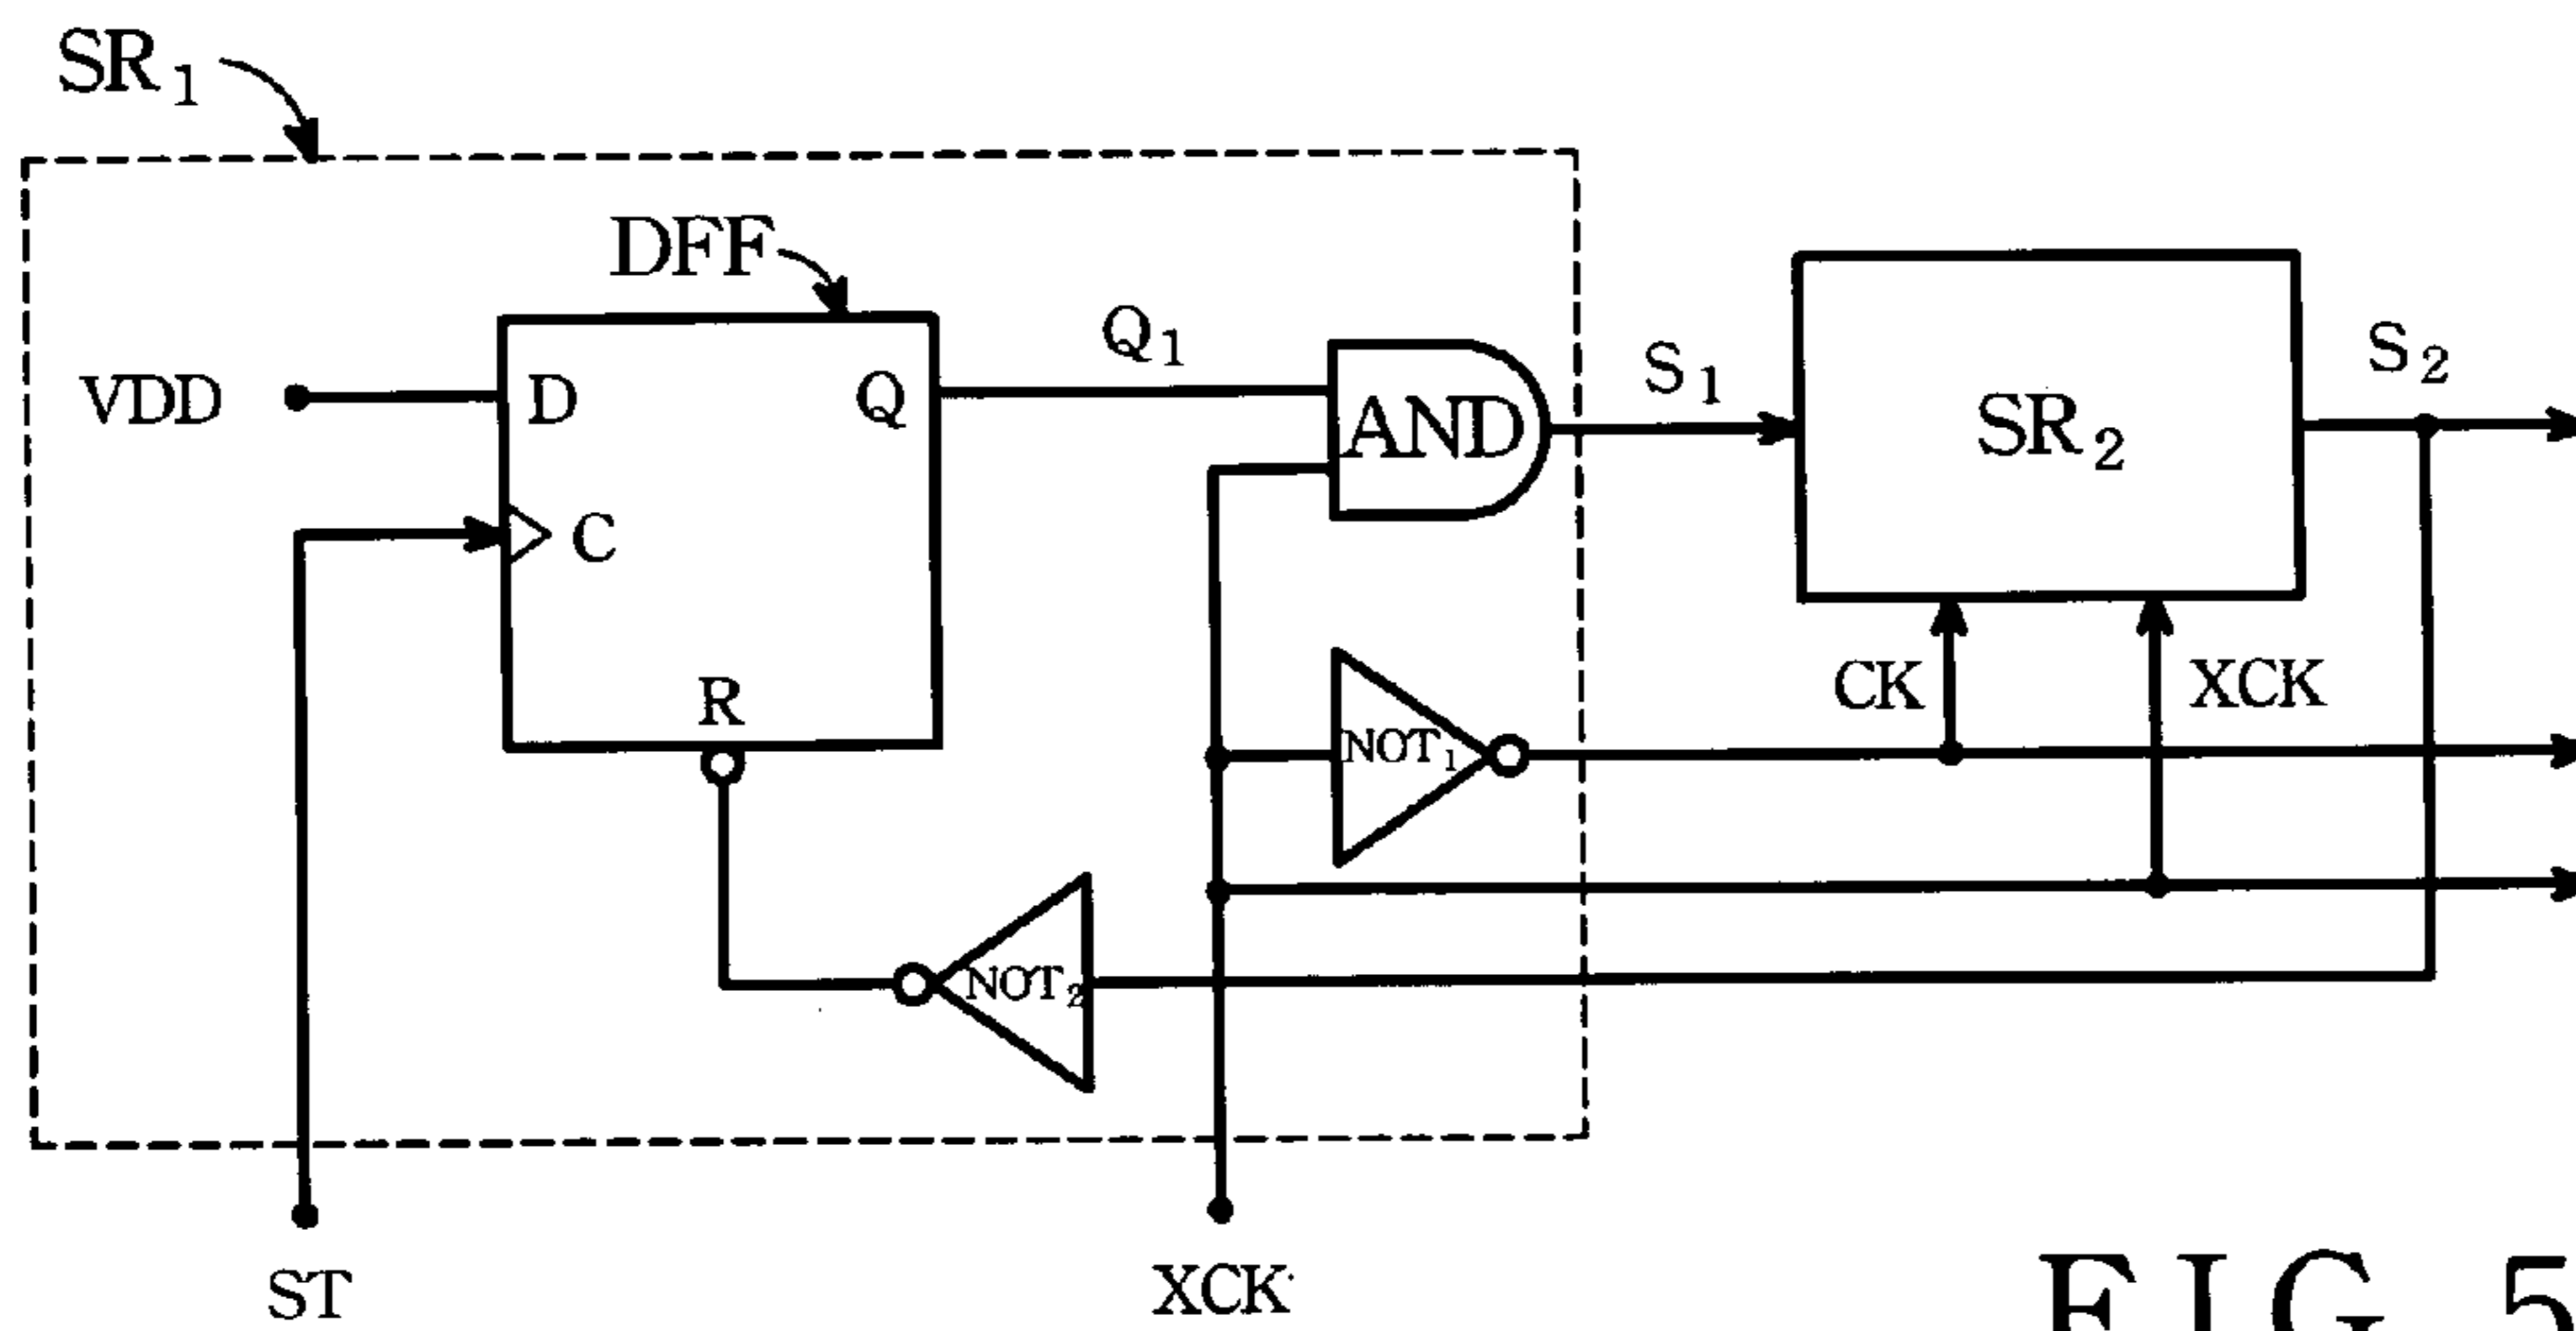 SR₁
DFF
Q₁
S₁
S₂
VDD
D
Q
AND
SR₂
C
R
CK
XCK
NOT₁
NOT₂
ST
XCK
FIG 5